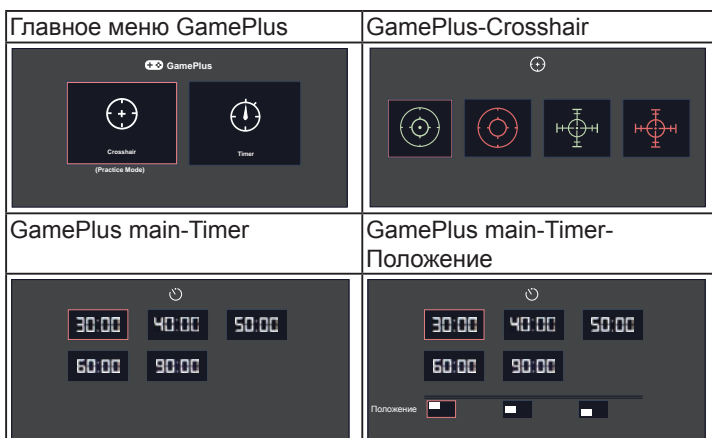 Главное меню GamePlus
GamePlus-Crosshair
GamePlus
Crosshair
Timer
(Practice Mode)
GamePlus main-Timer
GamePlus main-Timer-
Положение
30:00 40:00 50:00
60:00 90:00
30:00 40:00 50:00
60:00 90:00
Положение